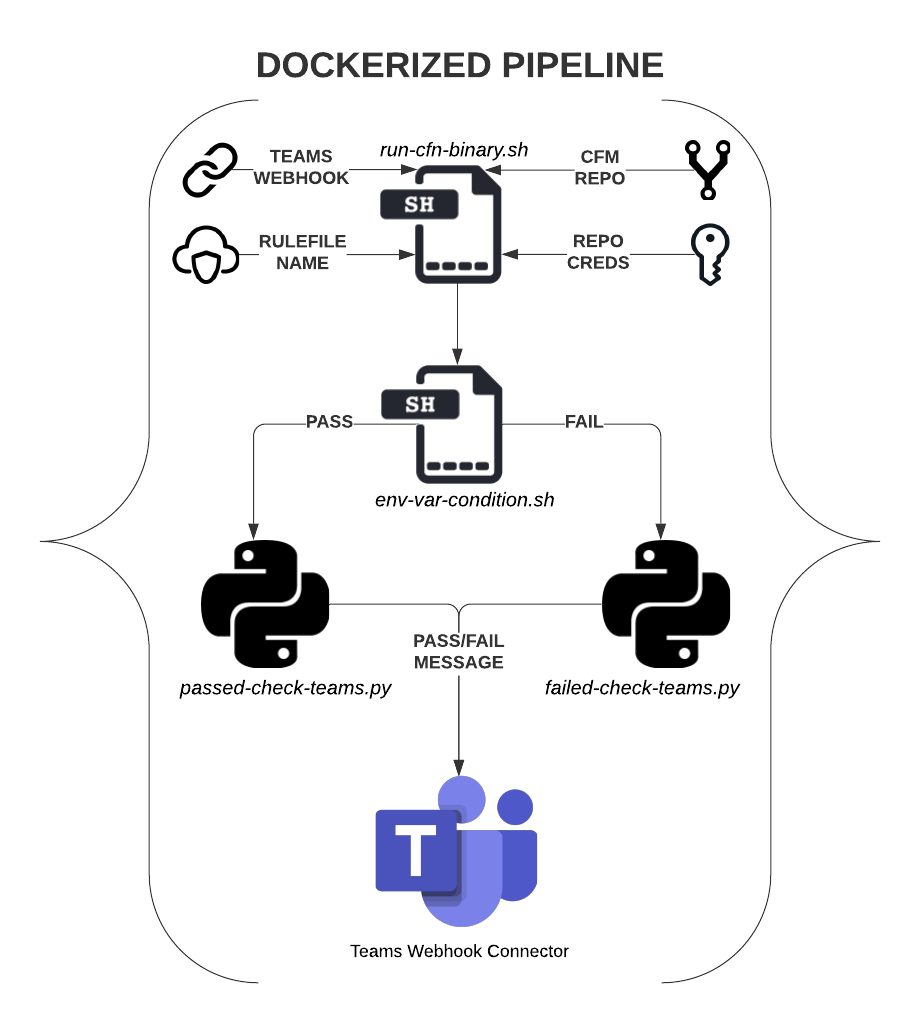 DOCKERIZED PIPELINE
run-cfn-binary.sh
TEAMS
WEBHOOK
CFM
REPO
SH
RULEFILE
NAME
REPO
CREDS
SH
PASS
FAIL
env-var-condition.sh
PASS/FAIL
MESSAGE
passed-check-teams.py
failed-check-teams.py
T
Teams Webhook Connector